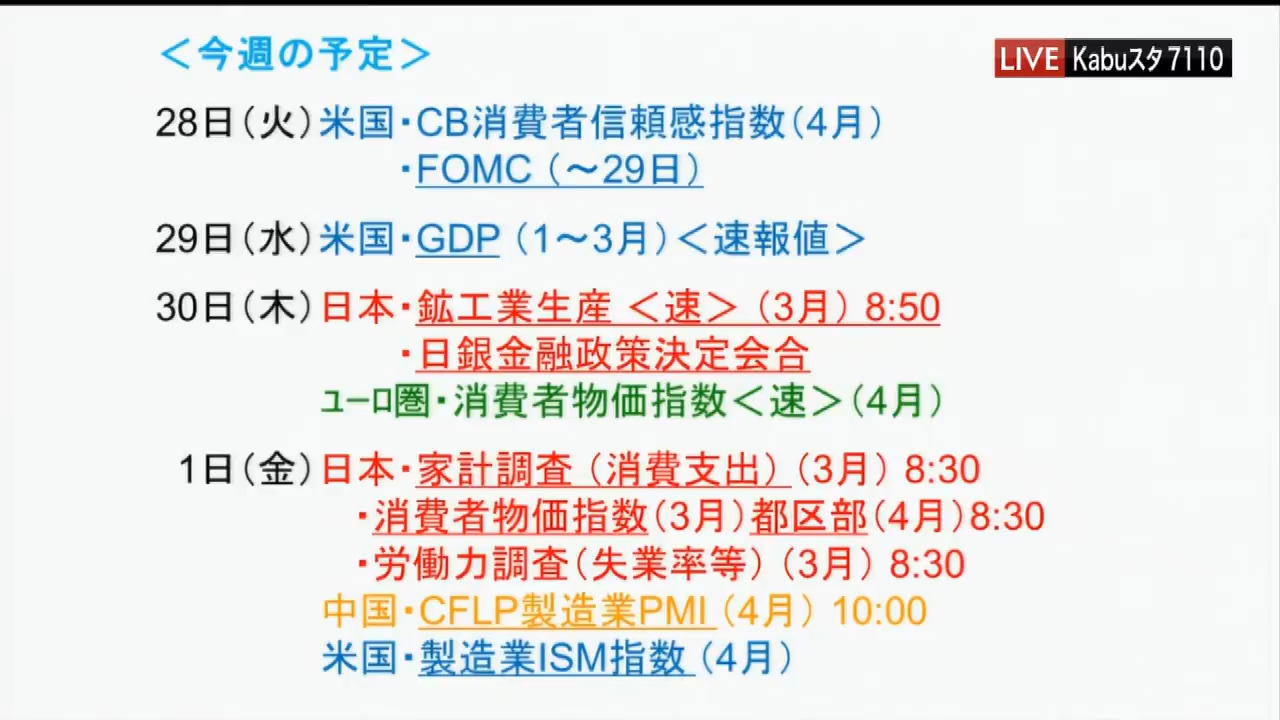 ＜今週の予定＞
LIVE Kabuスタ7110
28日（火）米国・CB消費者信頼感指数（4月）
・FOMC（～29日）
29日（水）米国・GDP（1～3月）＜速報値＞
30日（木）日本・鉱工業生産＜速＞（3月）8:50
・日銀金融政策決定会合
ﾕｰﾛ圏・消費者物価指数＜速＞（4月）
1日（金）日本・家計調査（消費支出）（3月）8:30
・消費者物価指数（3月）都区部（4月）8:30
・労働力調査（失業率等）（3月）8:30
中国・CFLP製造業PMI（4月）10:00
米国・製造業ISM指数（4月）